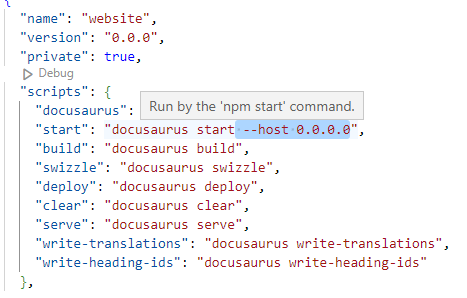 {
"name": "website",
"version": "0.0.0",
"private": true,
Debug
"scripts": {
"docusaurus":
Run by the 'npm start' command.
"start": "docusaurus start --host 0.0.0.0",
"build": "docusaurus build",
"swizzle": "docusaurus swizzle",
"deploy": "docusaurus deploy",
"clear": "docusaurus clear",
"serve": "docusaurus serve",
"write-translations": "docusaurus write-translations",
"write-heading-ids": "docusaurus write-heading-ids"
},